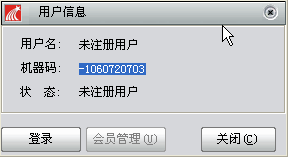 用户信息
用户名: 未注册用户
机器码: -1060720703
状 态: 未注册用户
登录 会员管理(U) 关闭(C)